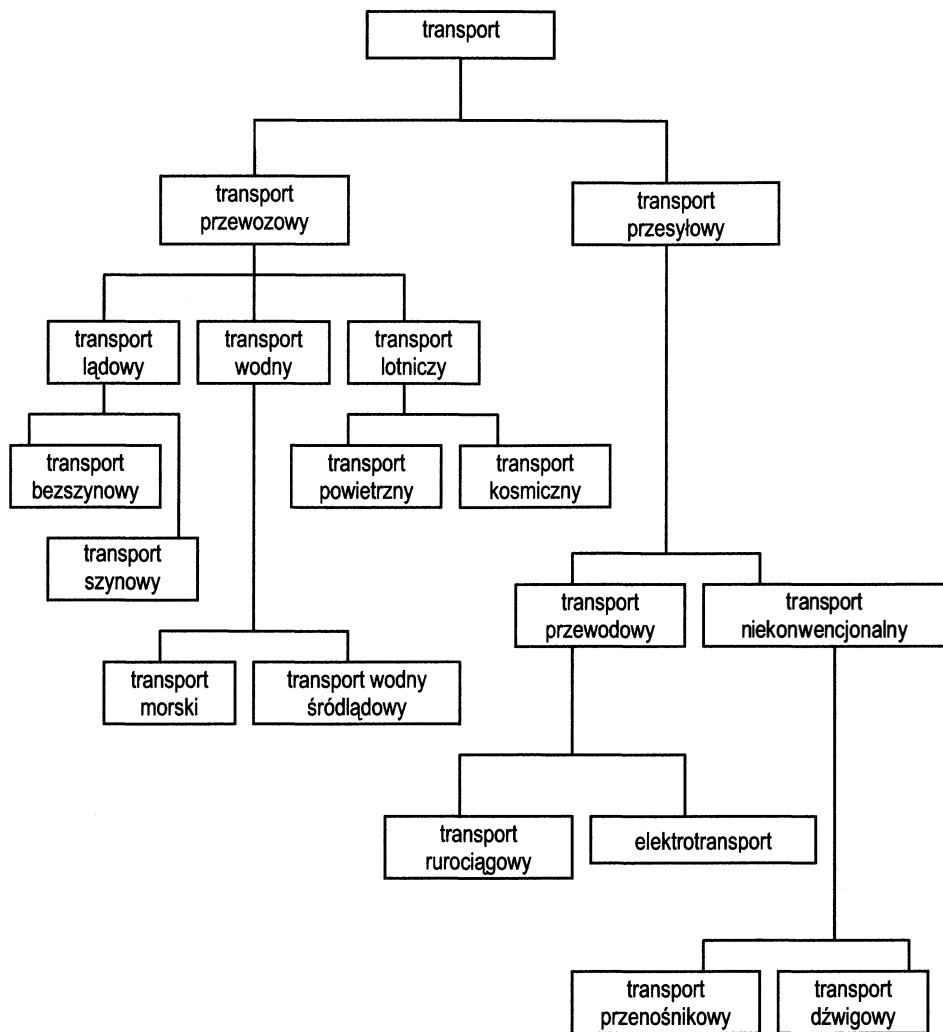 transport
transport
przewozowy
transport
przesyłowy
transport
lądowy
transport
wodny
transport
lotniczy
transport
bezszynowy
transport
powietrzny
transport
kosmiczny
transport
szynowy
transport
przewodowy
transport
niekonwencjonalny
transport
morski
transport wodny
śródlądowy
transport
rurociągowy
elektrotransport
transport
przenośnikowy
transport
dźwigowy